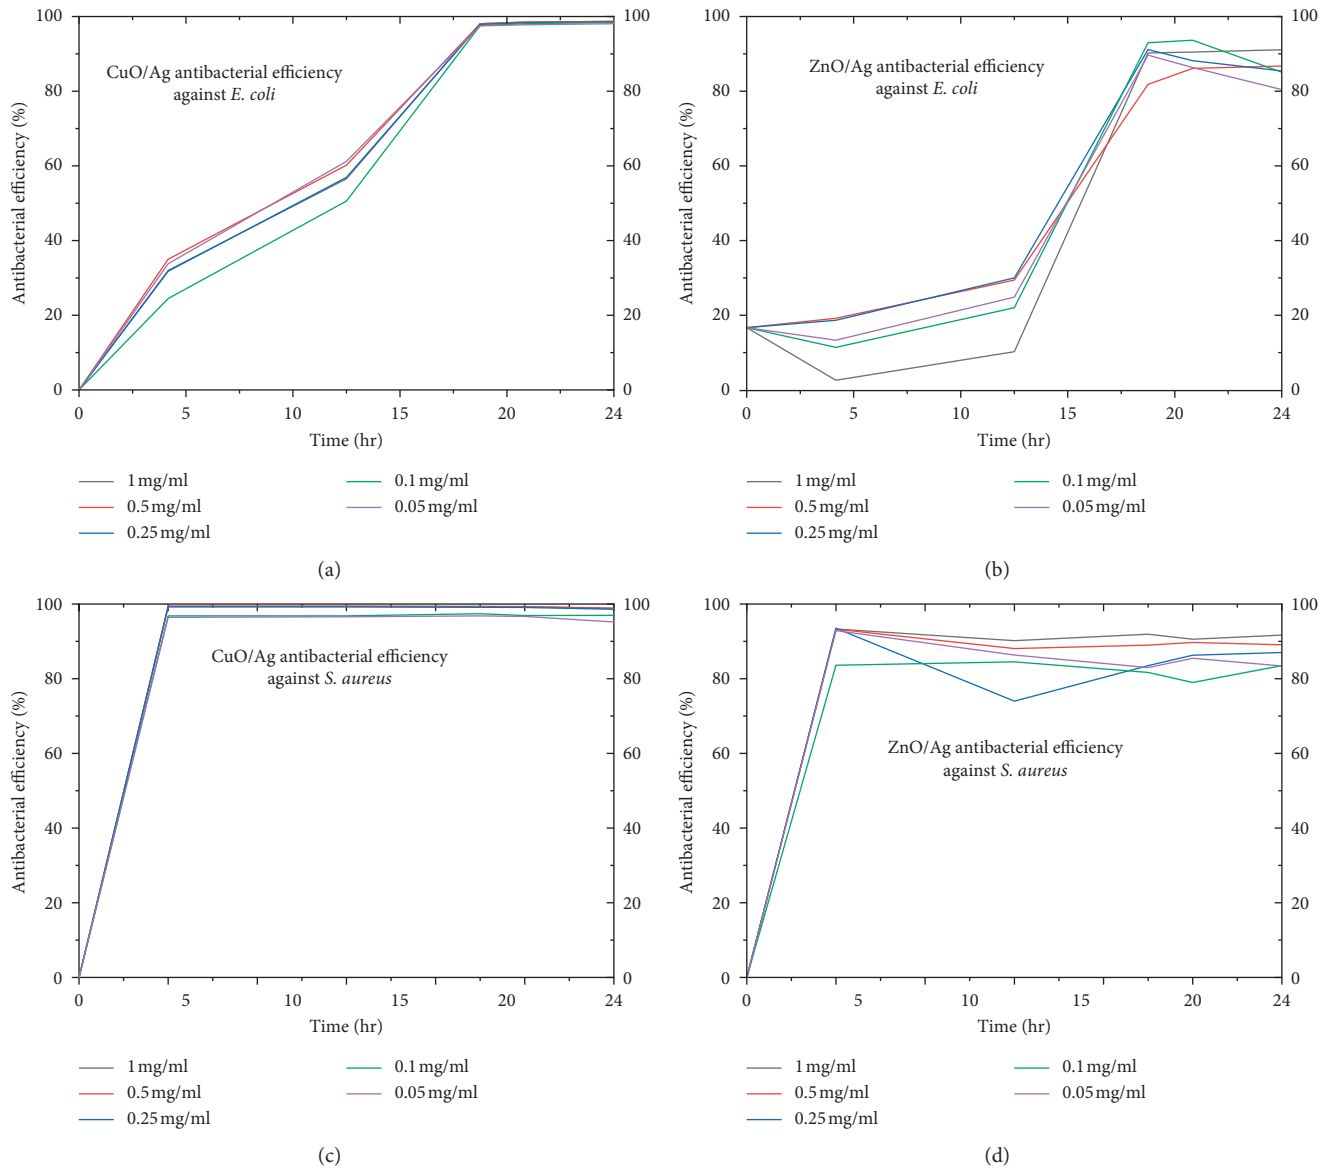 100
80
60
40
20
0
Antibacterial efficiency (%)
CuO/Ag antibacterial efficiency
against E. coli
100
80
60
40
20
0
0 5 10 15 20 24
Time (hr)
1 mg/ml
0.5 mg/ml
0.25 mg/ml
0.1 mg/ml
0.05 mg/ml
(a)
100
80
60
40
20
0
Antibacterial efficiency (%)
ZnO/Ag antibacterial efficiency
against E. coli
100
80
60
40
20
0
0 5 10 15 20 24
Time (hr)
1 mg/ml
0.5 mg/ml
0.25 mg/ml
0.1 mg/ml
0.05 mg/ml
(b)
100
80
60
40
20
0
Antibacterial efficiency (%)
CuO/Ag antibacterial efficiency
against S. aureus
100
80
60
40
20
0
0 5 10 15 20 24
Time (hr)
1 mg/ml
0.5 mg/ml
0.25 mg/ml
0.1 mg/ml
0.05 mg/ml
(c)
100
80
60
40
20
0
Antibacterial efficiency (%)
ZnO/Ag antibacterial efficiency
against S. aureus
100
80
60
40
20
0
0 5 10 15 20 24
Time (hr)
1 mg/ml
0.5 mg/ml
0.25 mg/ml
0.1 mg/ml
0.05 mg/ml
(d)